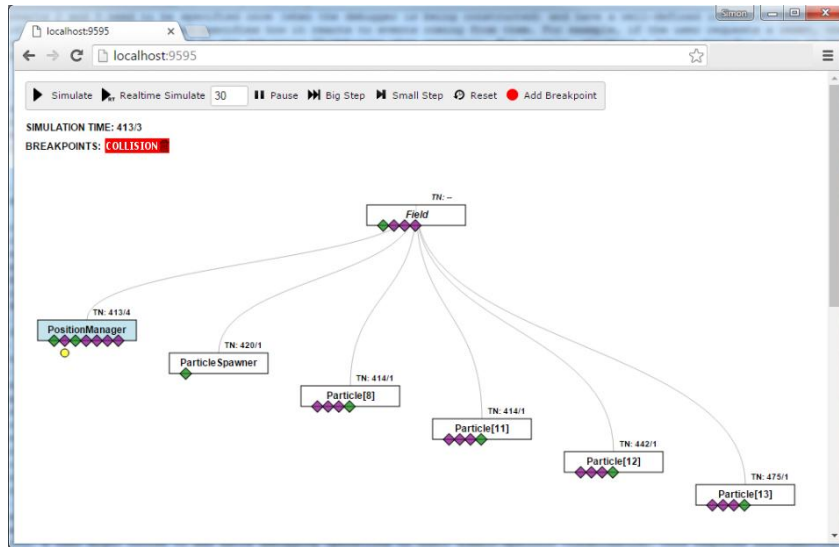 Simon
localhost:9595
localhost:9595
Simulate RT Realtime Simulate 30 Pause Big Step Small Step Reset Add Breakpoint
SIMULATION TIME: 413/3
BREAKPOINTS: COLLISION
TN: --
Field
TN: 413/4
PositionManager
TN: 420/1
ParticleSpawner
TN: 414/1
Particle[8]
TN: 414/1
Particle[11]
TN: 442/1
Particle[12]
TN: 475/1
Particle[13]